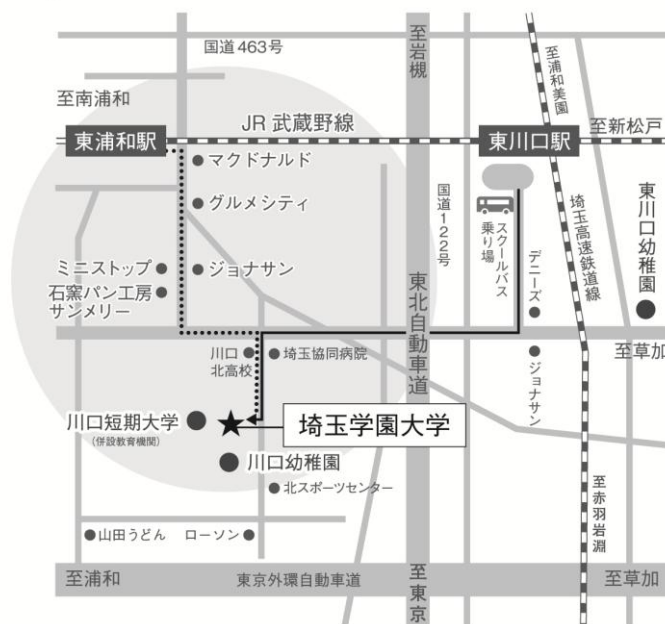 国道463号
至岩槻
至浦和美園
至南浦和
JR 武蔵野線
至新松戸
東浦和駅
東川口駅
マクドナルド
グルメシティ
国道122号
スクールバス
乗り場
埼玉高速鉄道線
東川口幼稚園
ミニストップ
ジョナサン
石窯パン工房
サンメリー
東北自動車道
デニーズ
至草加
川口
北高校
埼玉協同病院
ジョナサン
川口短期大学
(併設教育機関)
埼玉学園大学
川口幼稚園
北スポーツセンター
至赤羽岩淵
山田うどん
ローソン
至浦和
東京外環自動車道
至東京
至草加